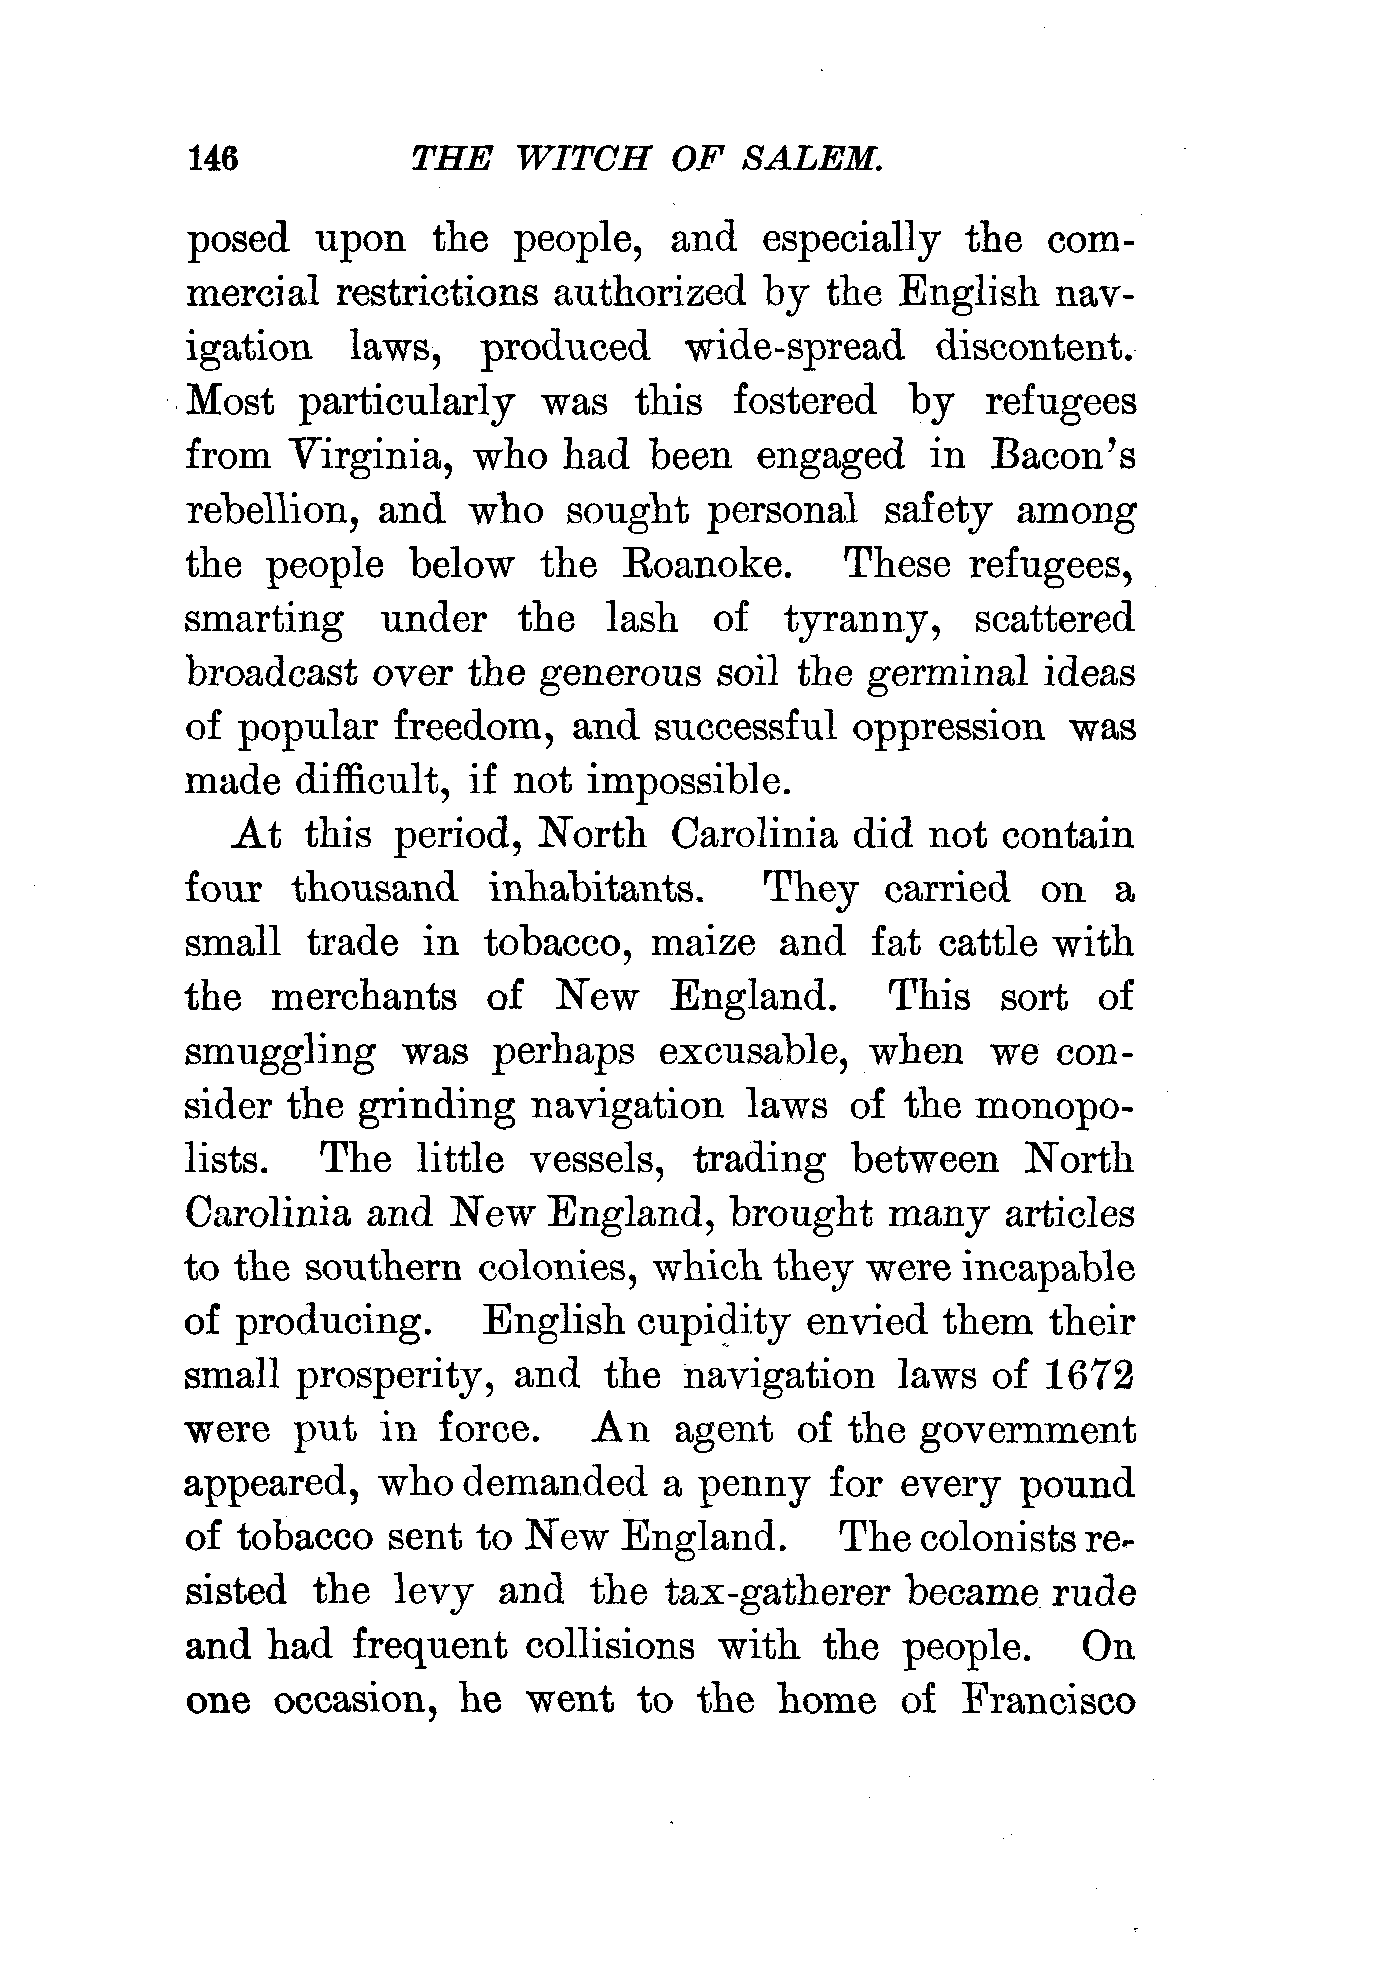 146 THE WITCH OF SALEM.
posed upon the people, and especially the com-
mercial restrictions authorized by the English nav-
igation laws, produced wide-spread discontent.
Most particularly was this fostered by refugees
from Virginia, who had been engaged in Bacon's
rebellion, and who sought personal safety among
the people below the Roanoke. These refugees,
smarting under the lash of tyranny, scattered
broadcast over the generous soil the germinal ideas
of popular freedom, and successful oppression was
made difficult, if not impossible.
At this period, North Carolinia did not contain
four thousand inhabitants. They carried on a
small trade in tobacco, maize and fat cattle with
the merchants of New England. This sort of
smuggling was perhaps excusable, when we con-
sider the grinding navigation laws of the monopo-
lists. The little vessels, trading between North
Carolinia and New England, brought many articles
to the southern colonies, which they were incapable
of producing. English cupidity envied them their
small prosperity, and the navigation laws of 1672
were put in force. An agent of the government
appeared, who demanded a penny for every pound
of tobacco sent to New England. The colonists re-
sisted the levy and the tax-gatherer became rude
and had frequent collisions with the people. On
one occasion, he went to the home of Francisco